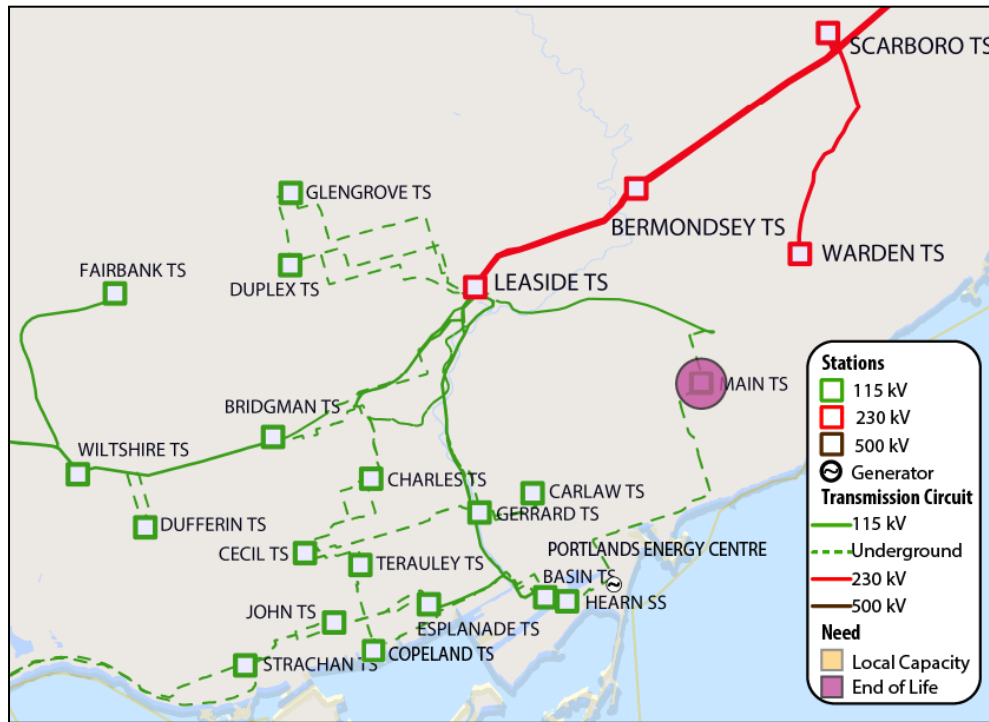 SCARBORO TS
GLENGROVE TS
BERMONDSEY TS
WARDEN TS
FAIRBANK TS
DUPLEX TS
LEASIDE TS
MAIN TS
BRIDGMAN TS
WILTSHIRE TS
CHARLES TS
CARLAW TS
GERRARD TS
DUFFERIN TS
CECIL TS
PORTLANDS ENERGY CENTRE
TERAULEY TS
BASIN TS
HEARN SS
JOHN TS
ESPLANADE TS
COPELAND TS
STRACHAN TS
Stations
115 kV
230 kV
500 kV
Generator
Transmission Circuit
115 kV
Underground
230 kV
500 kV
Need
Local Capacity
End of Life